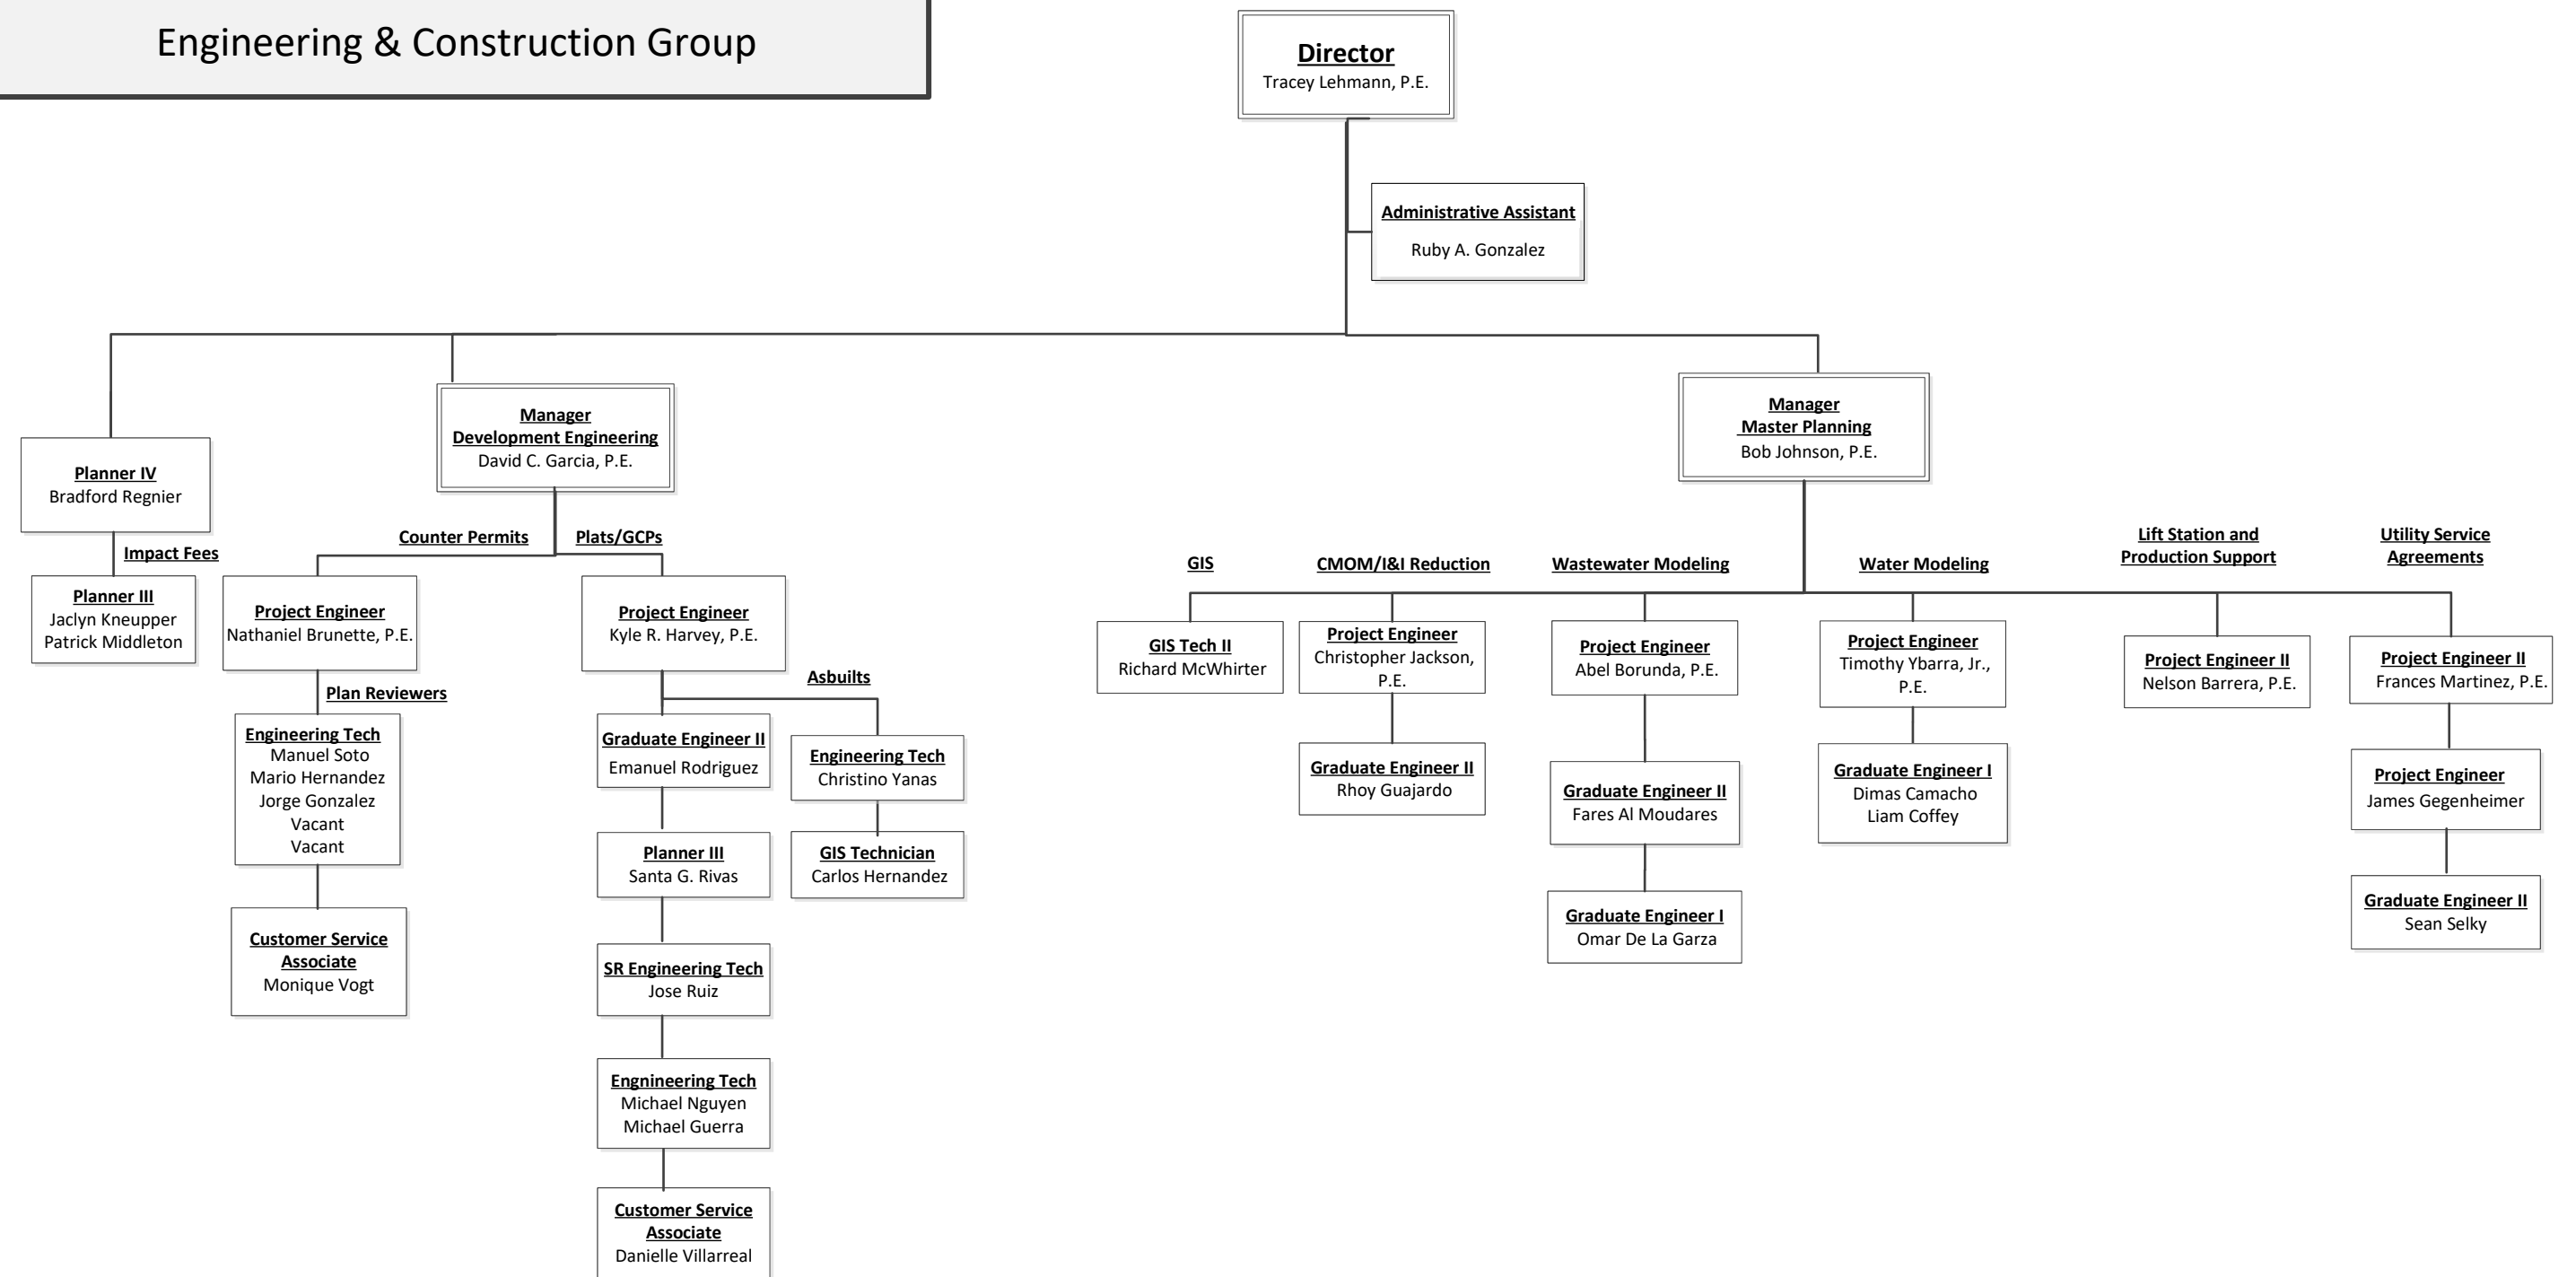 Engineering & Construction Group
Director
Tracey Lehmann, P.E.
Administrative Assistant
Ruby A. Gonzalez
Planner IV
Bradford Regnier
Impact Fees
Planner III
Jaclyn Kneupper
Patrick Middleton
Manager
Development Engineering
David C. Garcia, P.E.
Counter Permits
Project Engineer
Nathaniel Brunette, P.E.
Plan Reviewers
Engineering Tech
Manuel Soto
Mario Hernandez
Jorge Gonzalez
Vacant
Vacant
Customer Service
Associate
Monique Vogt
Plats/GCPs
Project Engineer
Kyle R. Harvey, P.E.
Graduate Engineer II
Emanuel Rodriguez
Planner III
Santa G. Rivas
SR Engineering Tech
Jose Ruiz
Engnineering Tech
Michael Nguyen
Michael Guerra
Customer Service
Associate
Danielle Villarreal
Asbuilts
Engineering Tech
Christino Yanas
GIS Technician
Carlos Hernandez
Manager
Master Planning
Bob Johnson, P.E.
GIS
GIS Tech II
Richard McWhirter
CMOM/I&I Reduction
Project Engineer
Christopher Jackson,
P.E.
Graduate Engineer II
Rhoy Guajardo
Wastewater Modeling
Project Engineer
Abel Borunda, P.E.
Graduate Engineer II
Fares Al Moudares
Graduate Engineer I
Omar De La Garza
Water Modeling
Project Engineer
Timothy Ybarra, Jr.,
P.E.
Graduate Engineer I
Dimas Camacho
Liam Coffey
Lift Station and
Production Support
Project Engineer II
Nelson Barrera, P.E.
Utility Service
Agreements
Project Engineer II
Frances Martinez, P.E.
Project Engineer
James Gegenheimer
Graduate Engineer II
Sean Selky